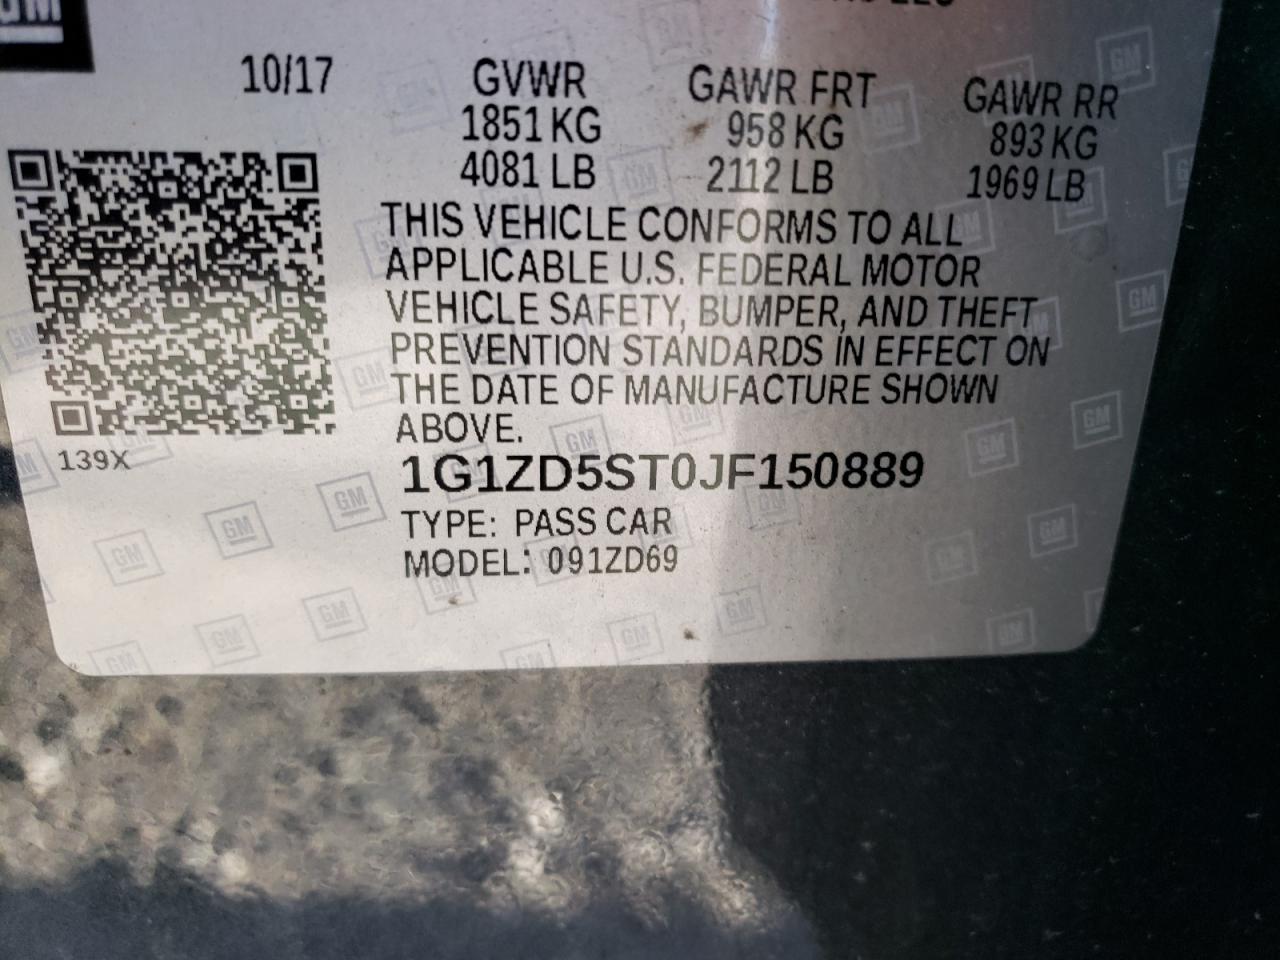 GM
10/17 GVWR GAWR FRT GAWR RR
1851 KG 958 KG 893 KG
4081 LB 2112 LB 1969 LB
THIS VEHICLE CONFORMS TO ALL
APPLICABLE U.S. FEDERAL MOTOR
VEHICLE SAFETY, BUMPER, AND THEFT
PREVENTION STANDARDS IN EFFECT ON
THE DATE OF MANUFACTURE SHOWN
ABOVE.
139X
1G1ZD5ST0JF150889
TYPE: PASS CAR
MODEL: 091ZD69